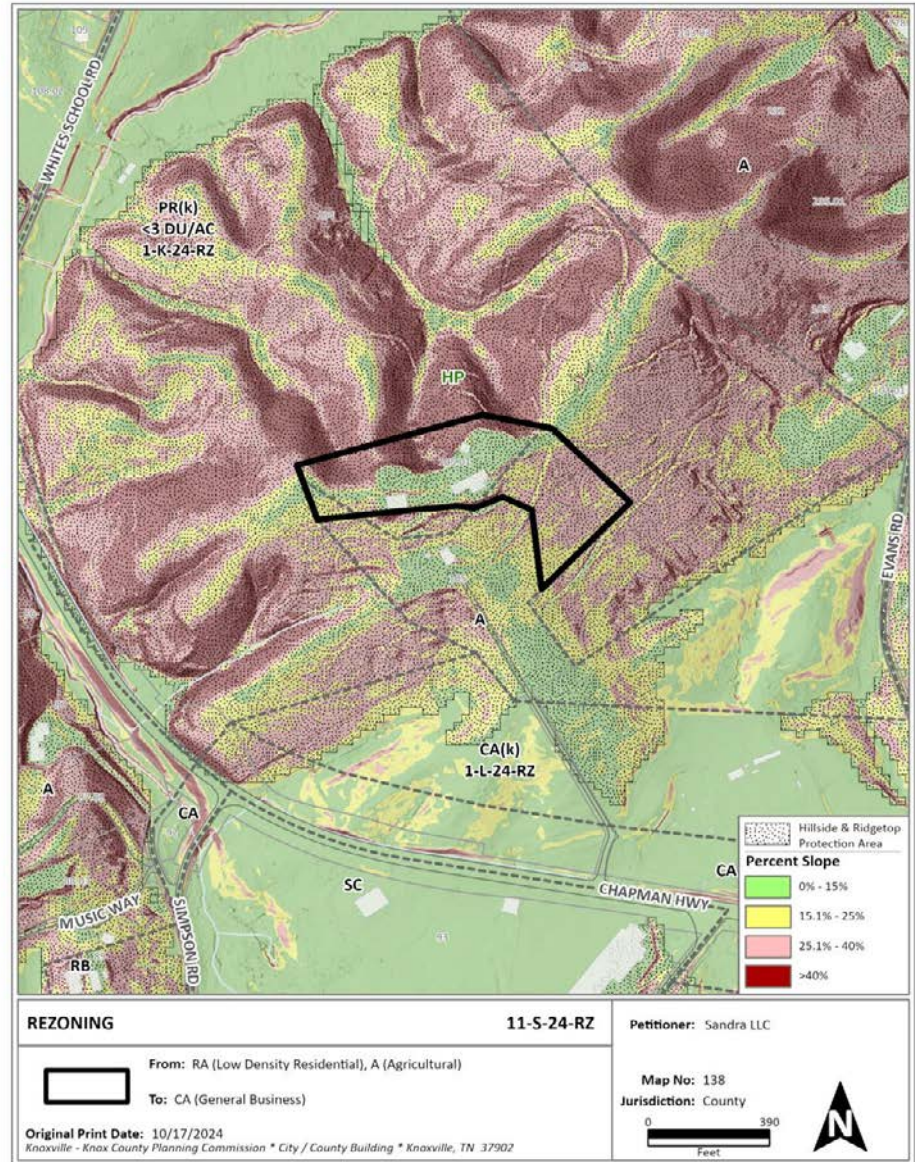 WHITES SCHOOL RD
PR(k)
<3 DU/AC
1-K-24-RZ
A
HP
EVANS RD
A
CA(k)
1-L-24-RZ
A
CA
SC
CHAPMAN HWY
CA
MUSIC WAY
SIMPSON RD
RB
Hillside & Ridgetop
Protection Area
Percent Slope
0% - 15%
15.1% - 25%
25.1% - 40%
>40%
REZONING
11-S-24-RZ
From: RA (Low Density Residential), A (Agricultural)
To: CA (General Business)
Original Print Date: 10/17/2024
Knoxville - Knox County Planning Commission * City / County Building * Knoxville, TN 37902
Petitioner: Sandra LLC
Map No: 138
Jurisdiction: County
0 390
Feet
N